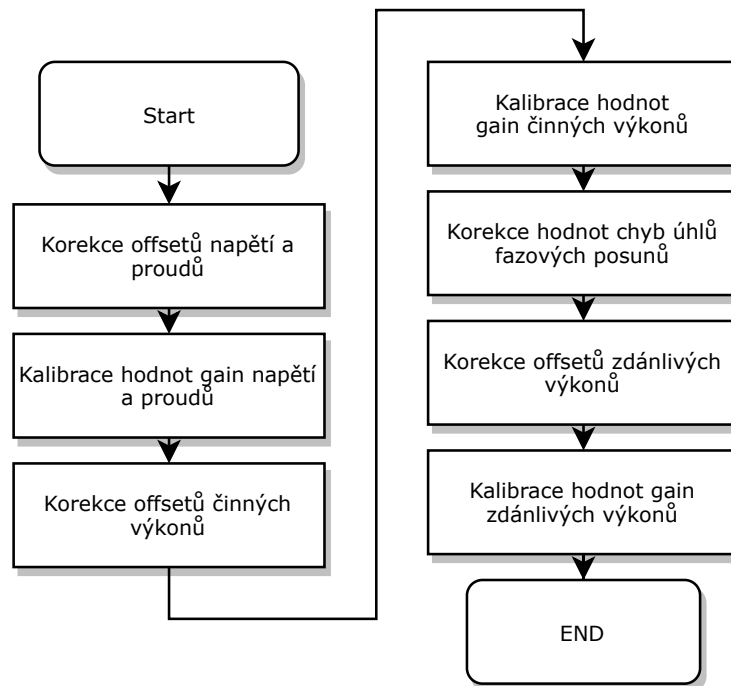 Start
Korekce offsetů napětí a
proudů
Kalibrace hodnot gain napětí
a proudů
Korekce offsetů činných
výkonů
Kalibrace hodnot
gain činných výkonů
Korekce hodnot chyb úhlů
fazových posunů
Korekce offsetů zdánlivých
výkonů
Kalibrace hodnot gain
zdánlivých výkonů
END